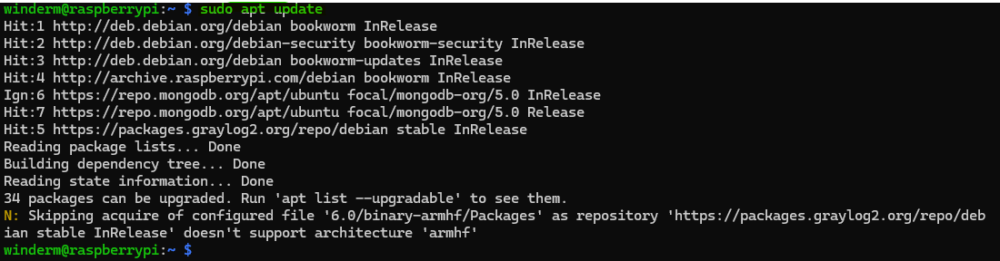 winderm@raspberrypi:~ $ sudo apt update
Hit:1 http://deb.debian.org/debian bookworm InRelease
Hit:2 http://deb.debian.org/debian-security bookworm-security InRelease
Hit:3 http://deb.debian.org/debian bookworm-updates InRelease
Hit:4 http://archive.raspberrypi.com/debian bookworm InRelease
Ign:6 https://repo.mongodb.org/apt/ubuntu focal/mongodb-org/5.0 InRelease
Hit:7 https://repo.mongodb.org/apt/ubuntu focal/mongodb-org/5.0 Release
Hit:5 https://packages.graylog2.org/repo/debian stable InRelease
Reading package lists... Done
Building dependency tree... Done
Reading state information... Done
34 packages can be upgraded. Run 'apt list --upgradable' to see them.
N: Skipping acquire of configured file '6.0/binary-armhf/Packages' as repository 'https://packages.graylog2.org/repo/deb
ian stable InRelease' doesn't support architecture 'armhf'
winderm@raspberrypi:~ $